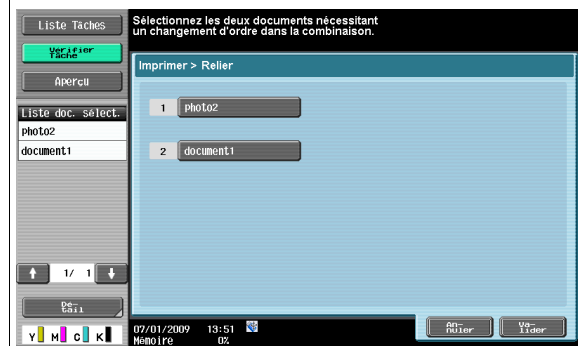 Liste Tâches
Sélectionnez les deux documents nécessitant
un changement d'ordre dans la combinaison.
Vérifier
Tâche
Aperçu
Imprimer > Relier
Liste doc. sélect.
photo2
document1
1 photo2
2 document1
1/ 1
Dé-
tail
Y M C K
07/01/2009 13:51
Mémoire 0%
An-
nuler
Va-
lider